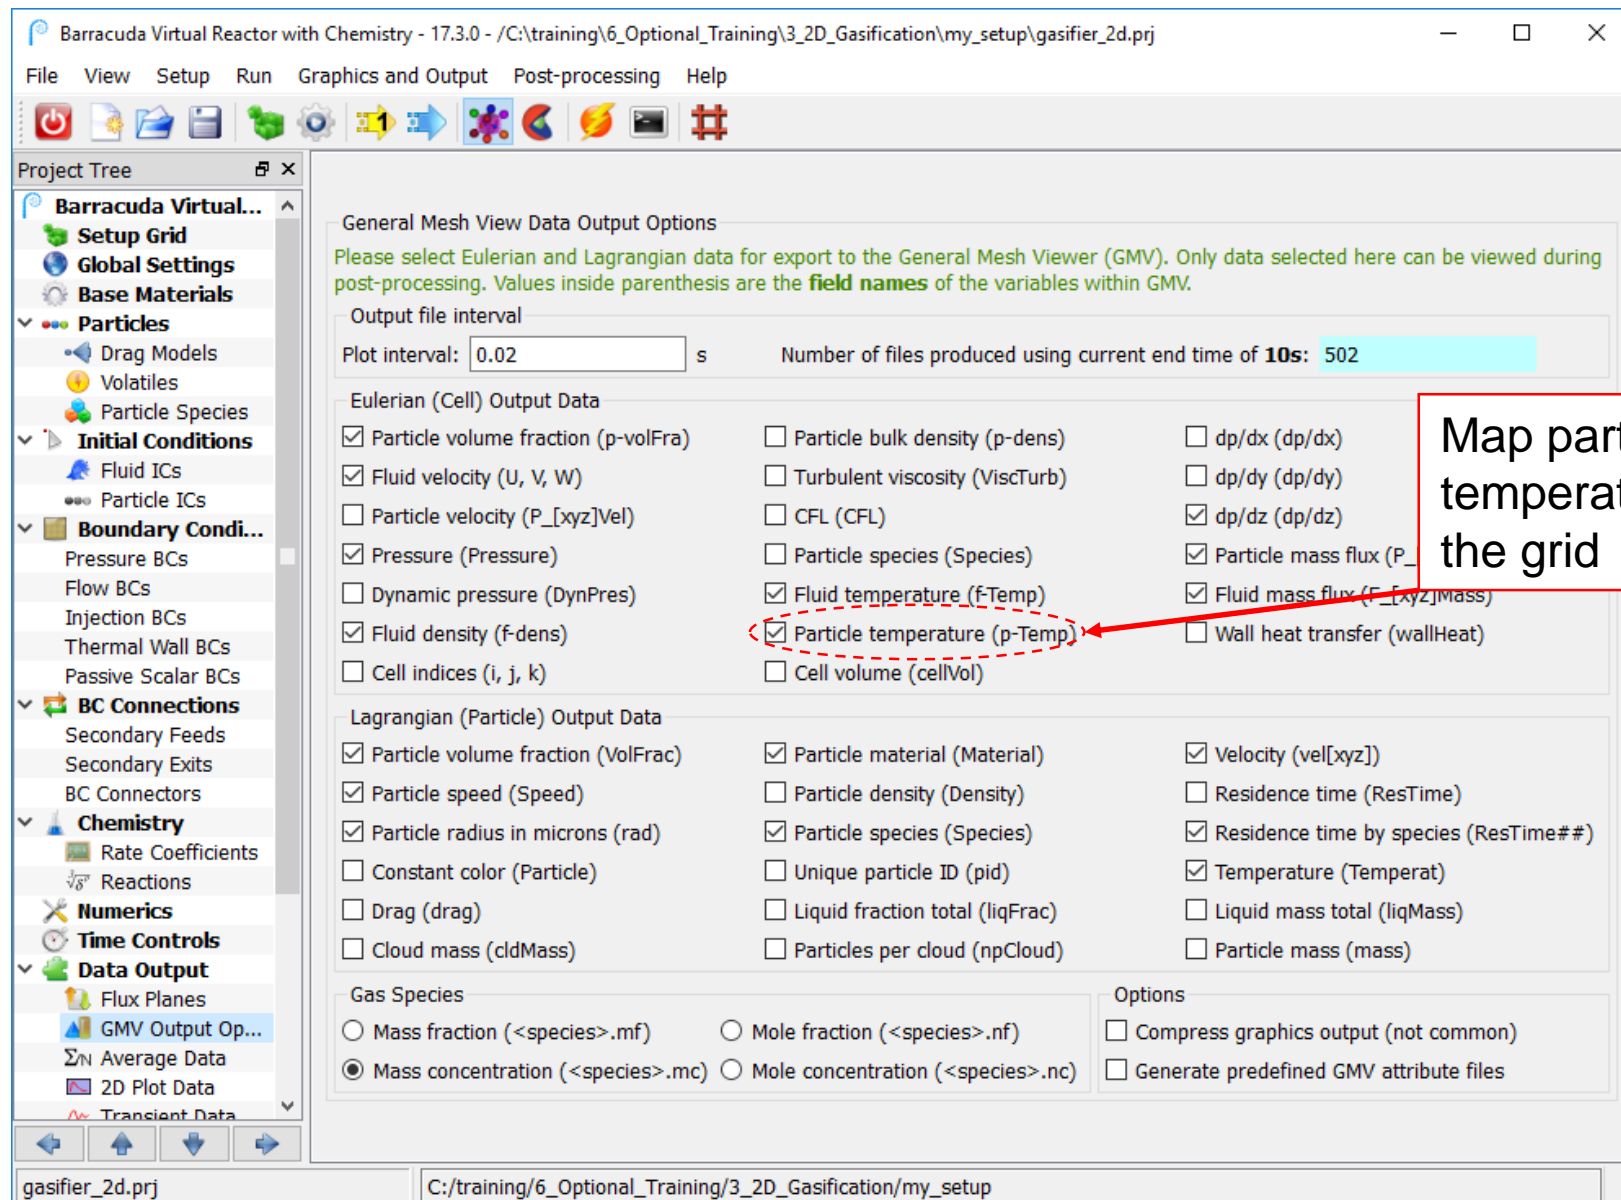 Barracuda Virtual Reactor with Chemistry - 17.3.0 - /C:\training\6_Optional_Training\3_2D_Gasification\my_setup\gasifier_2d.prj
File View Setup Run Graphics and Output Post-processing Help
Project Tree
Barracuda Virtual...
Setup Grid
Global Settings
Base Materials
Particles
Drag Models
Volatiles
Particle Species
Initial Conditions
Fluid ICs
Particle ICs
Boundary Condi...
Pressure BCs
Flow BCs
Injection BCs
Thermal Wall BCs
Passive Scalar BCs
BC Connections
Secondary Feeds
Secondary Exits
BC Connectors
Chemistry
Rate Coefficients
Reactions
Numerics
Time Controls
Data Output
Flux Planes
GMV Output Op...
Average Data
2D Plot Data
Transient Data
General Mesh View Data Output Options
Please select Eulerian and Lagrangian data for export to the General Mesh Viewer (GMV). Only data selected here can be viewed during
post-processing. Values inside parenthesis are the field names of the variables within GMV.
Output file interval
Plot interval: 0.02 s Number of files produced using current end time of 10s: 502
Eulerian (Cell) Output Data
Particle volume fraction (p-volFra) Particle bulk density (p-dens) dp/dx (dp/dx)
Fluid velocity (U, V, W) Turbulent viscosity (ViscTurb) dp/dy (dp/dy)
Particle velocity (P_[xyz]Vel) CFL (CFL) dp/dz (dp/dz)
Pressure (Pressure) Particle species (Species) Particle mass flux (P_
Dynamic pressure (DynPres) Fluid temperature (f-Temp) Fluid mass flux (F_[xyz]Mass)
Fluid density (f-dens) Particle temperature (p-Temp) Wall heat transfer (wallHeat)
Cell indices (i, j, k) Cell volume (cellVol)
Map part
temperat
the grid
Lagrangian (Particle) Output Data
Particle volume fraction (VolFrac) Particle material (Material) Velocity (vel[xyz])
Particle speed (Speed) Particle density (Density) Residence time (ResTime)
Particle radius in microns (rad) Particle species (Species) Residence time by species (ResTime##)
Constant color (Particle) Unique particle ID (pid) Temperature (Temperat)
Drag (drag) Liquid fraction total (liqFrac) Liquid mass total (liqMass)
Cloud mass (cldMass) Particles per cloud (npCloud) Particle mass (mass)
Gas Species
Mass fraction (<species>.mf) Mole fraction (<species>.nf)
Mass concentration (<species>.mc) Mole concentration (<species>.nc)
Options
Compress graphics output (not common)
Generate predefined GMV attribute files
gasifier_2d.prj C:/training/6_Optional_Training/3_2D_Gasification/my_setup